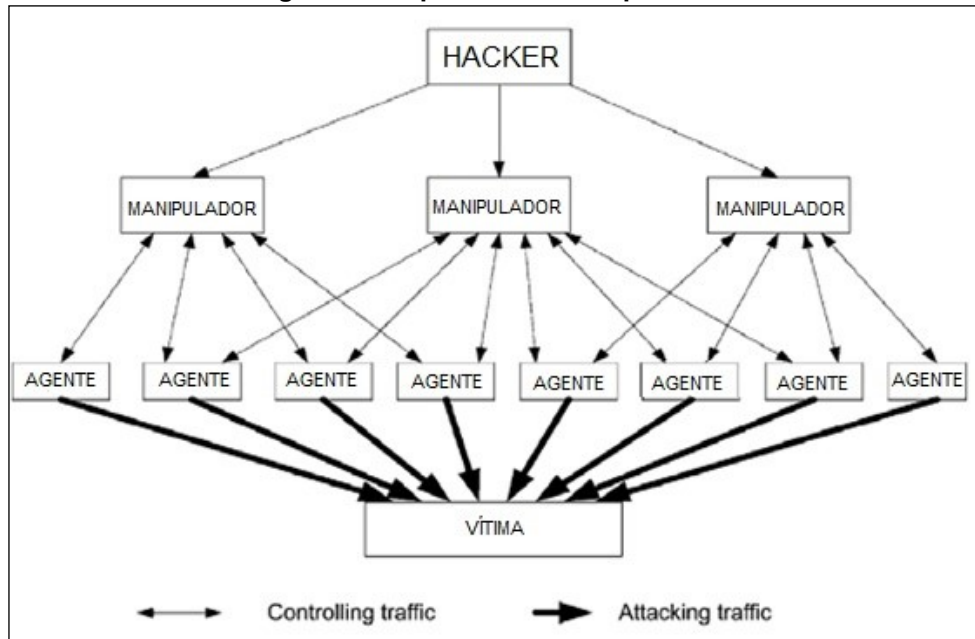 HACKER
MANIPULADOR MANIPULADOR MANIPULADOR
AGENTE AGENTE AGENTE AGENTE AGENTE AGENTE AGENTE AGENTE
VÍTIMA
Controlling traffic Attacking traffic